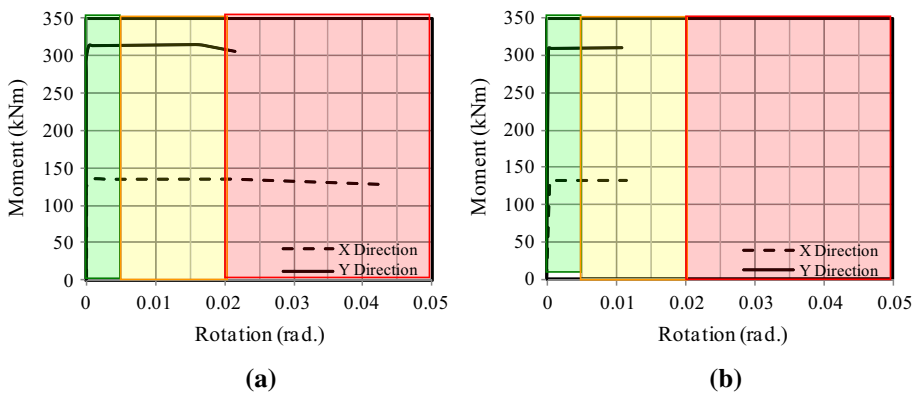 350
300
250
200
150
100
50
0
Moment (kNm)
X Direction
Y Direction
0 0.01 0.02 0.03 0.04 0.05
Rotation (rad.)
(a)
350
300
250
200
150
100
50
0
Moment (kNm)
X Direction
Y Direction
0 0.01 0.02 0.03 0.04 0.05
Rotation (rad.)
(b)